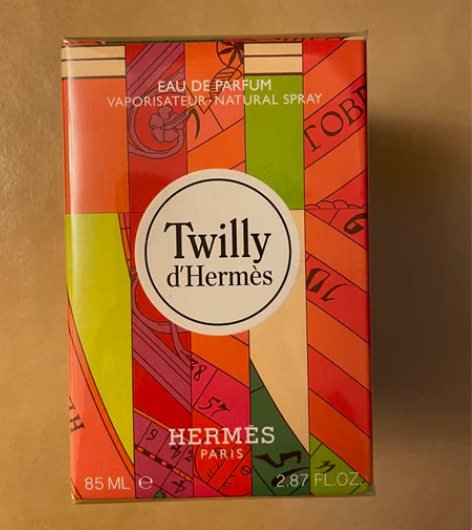 EAU DE PARFUM
VAPORISATEUR NATURAL SPRAY
Twilly
d'Hermès
HERMÈS
PARIS
85 ML e 2.87 FL.OZ.